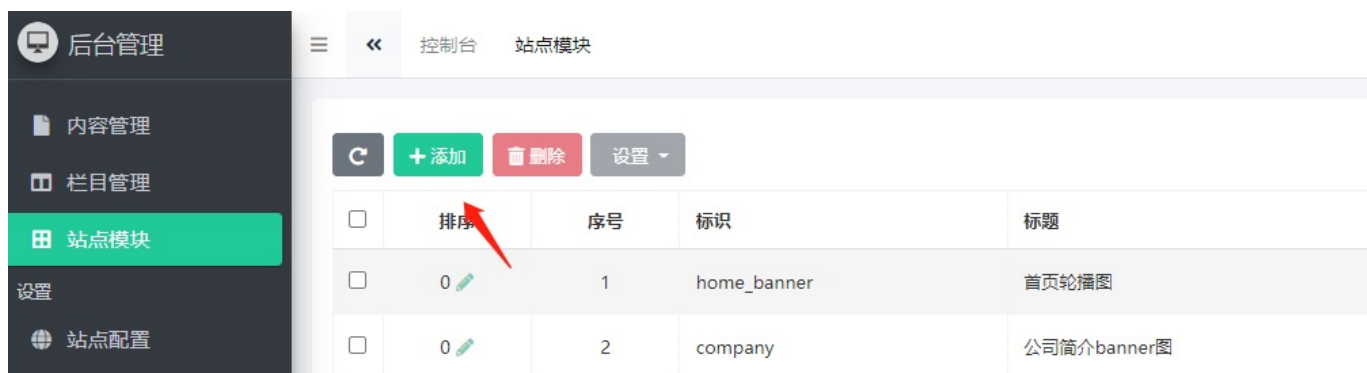 后台管理
控制台 站点模块
内容管理
栏目管理
站点模块
设置
站点配置
添加 删除 设置
排序 序号 标识 标题
0 1 home_banner 首页轮播图
0 2 company 公司简介banner图